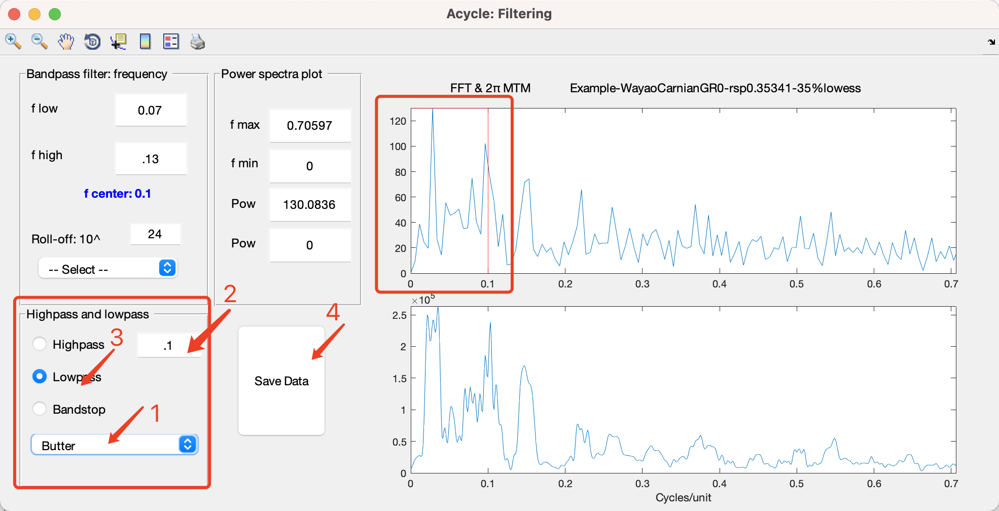 Acycle: Filtering
Bandpass filter: frequency
f low
0.07
f high
.13
f center: 0.1
Roll-off: 10^
24
-- Select --
Power spectra plot
f max
0.70597
f min
0
Pow
130.0836
Pow
0
Highpass and lowpass
Highpass
.1
Lowpass
Bandstop
Butter
1
2
3
4
Save Data
FFT & 2π MTM
Example-WayaoCarnianGR0-rsp0.35341-35%lowess
120
100
80
60
40
20
0
0 0.1 0.2 0.3 0.4 0.5 0.6 0.7
×10⁵
2.5
2
1.5
1
0.5
0
0 0.1 0.2 0.3 0.4 0.5 0.6 0.7
Cycles/unit